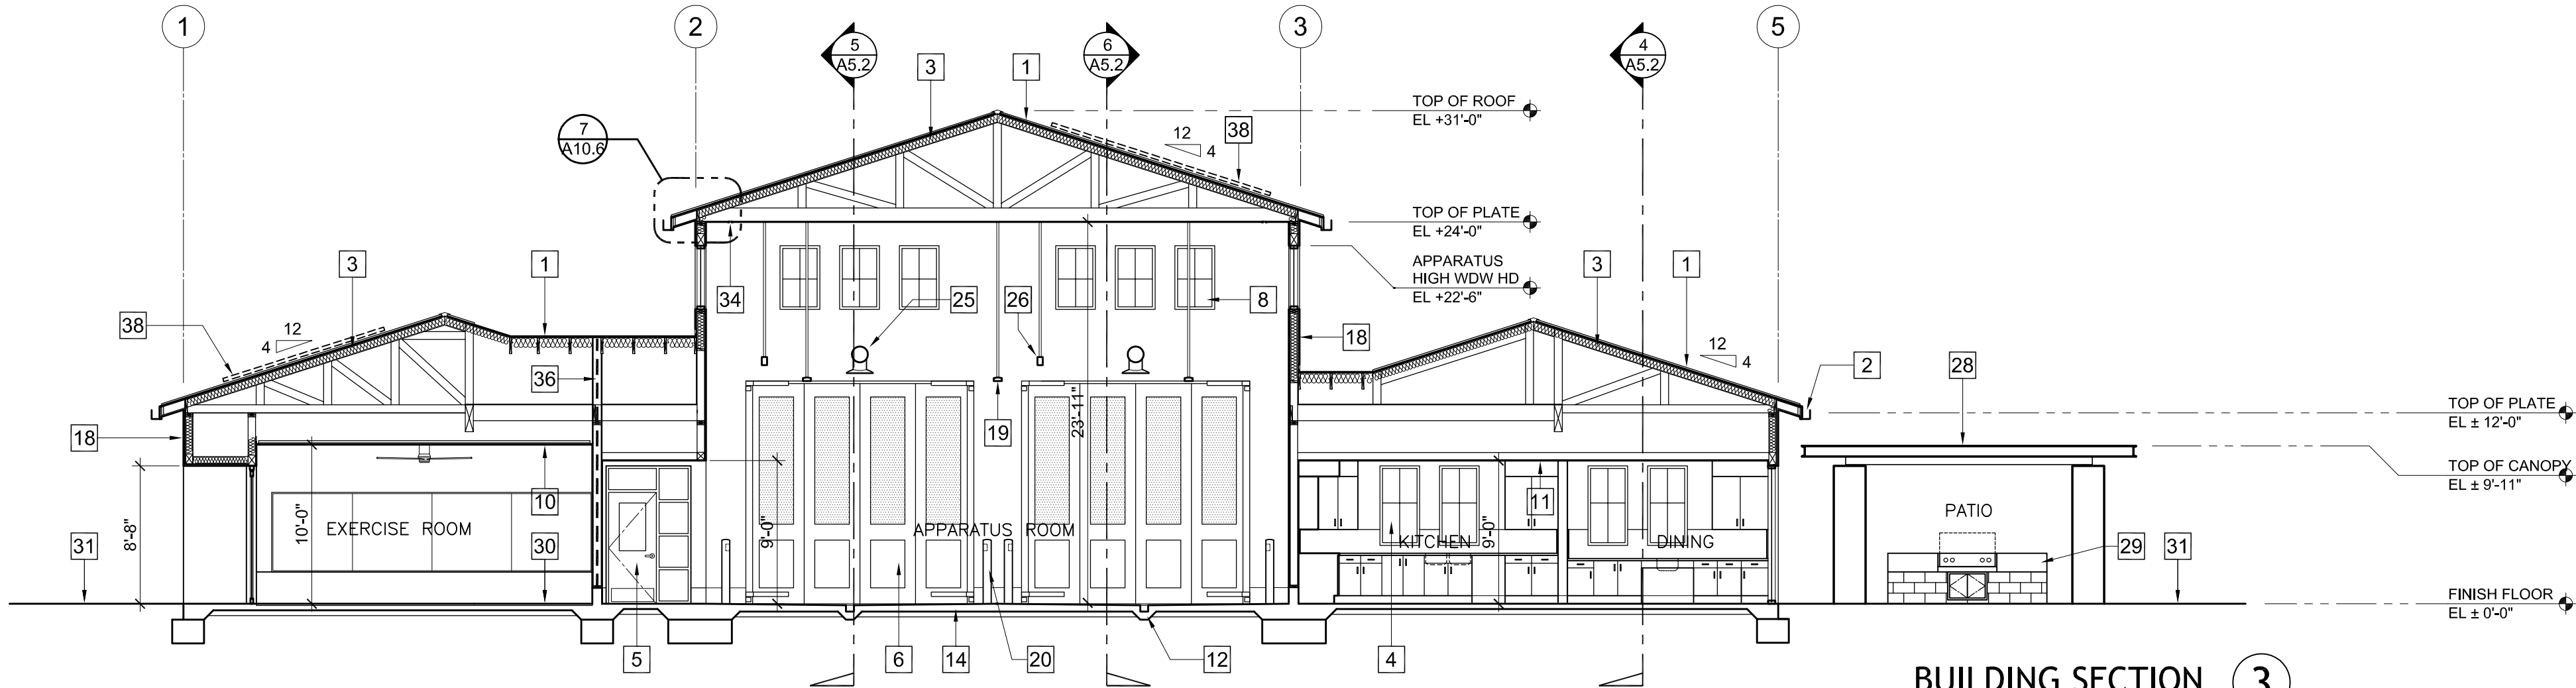 1
2
3
5
5
A5.2
6
A5.2
4
A5.2
3
1
TOP OF ROOF
EL +31'-0"
7
A10.6
12
4
38
TOP OF PLATE
EL +24'-0"
APPARATUS
HIGH WDW HD
EL +22'-6"
3
1
34
25
26
8
3
1
38
12
4
18
12
4
36
2
28
19
23'-11"
TOP OF PLATE
EL ± 12'-0"
18
TOP OF CANOPY
EL ± 9'-11"
10
11
8'-8"
10'-0"
EXERCISE ROOM
9'-0"
APPARATUS ROOM
KITCHEN
9'-0"
DINING
PATIO
31
30
29
31
FINISH FLOOR
EL ± 0'-0"
5
6
14
20
12
4
BUILDING SECTION
3